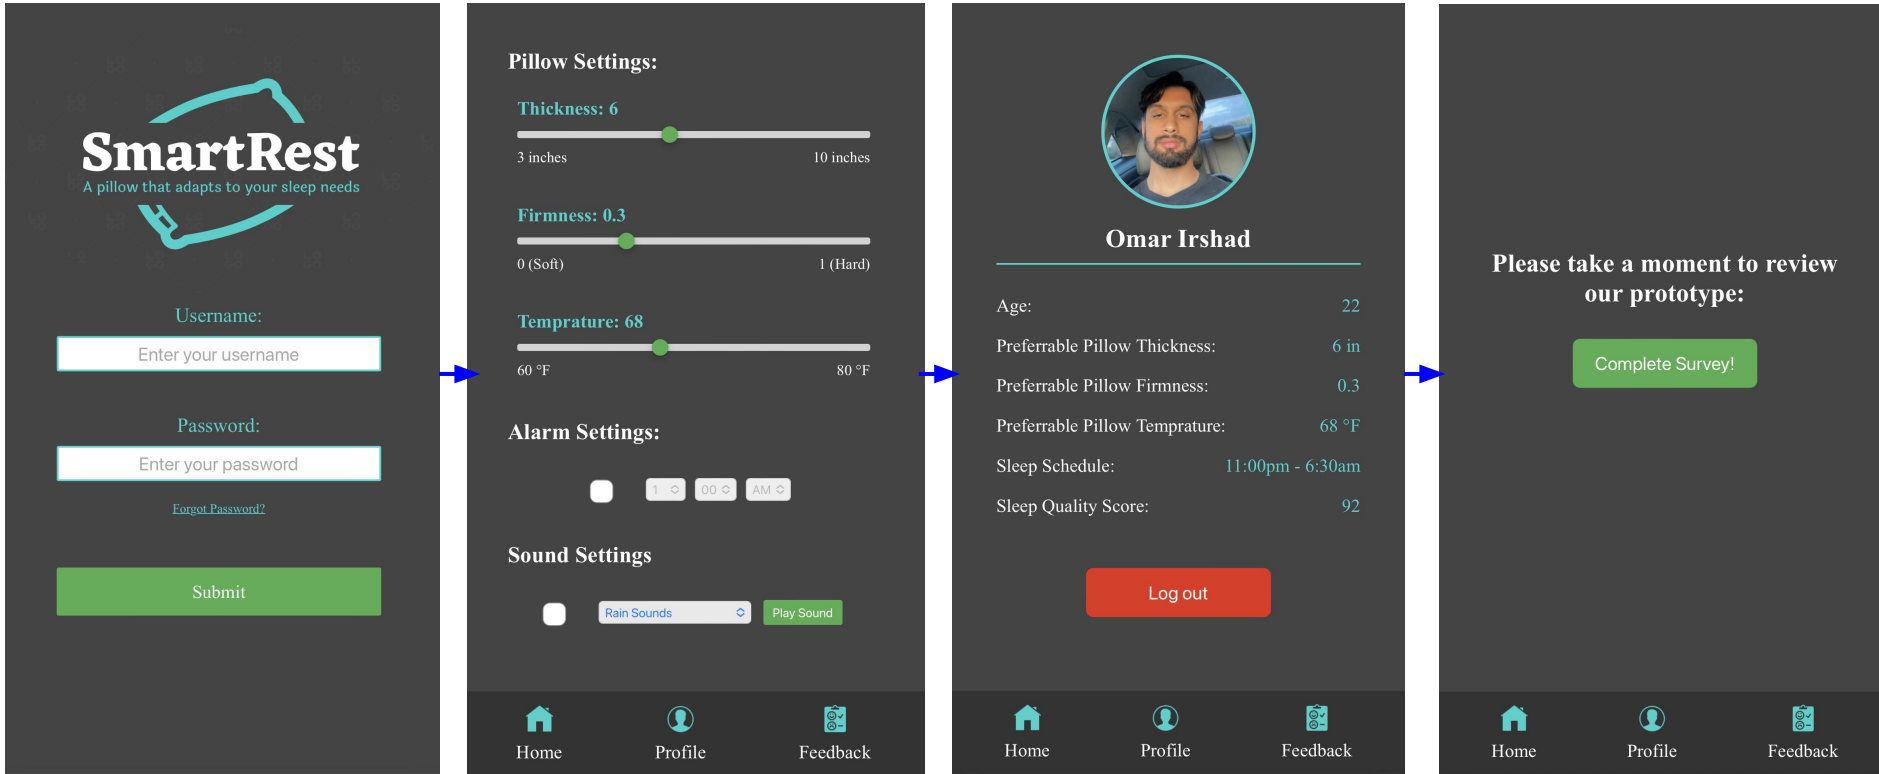 SmartRest
A pillow that adapts to your sleep needs
Username:
Enter your username
Password:
Enter your password
Forgot Password?
Submit
Pillow Settings:
Thickness: 6
3 inches 10 inches
Firmness: 0.3
0 (Soft) 1 (Hard)
Temprature: 68
60 °F 80 °F
Alarm Settings:
1 00 AM
Sound Settings
Rain Sounds Play Sound
Home Profile Feedback
Omar Irshad
Age: 22
Preferrable Pillow Thickness: 6 in
Preferrable Pillow Firmness: 0.3
Preferrable Pillow Temprature: 68 °F
Sleep Schedule: 11:00pm - 6:30am
Sleep Quality Score: 92
Log out
Home Profile Feedback
Please take a moment to review
our prototype:
Complete Survey!
Home Profile Feedback